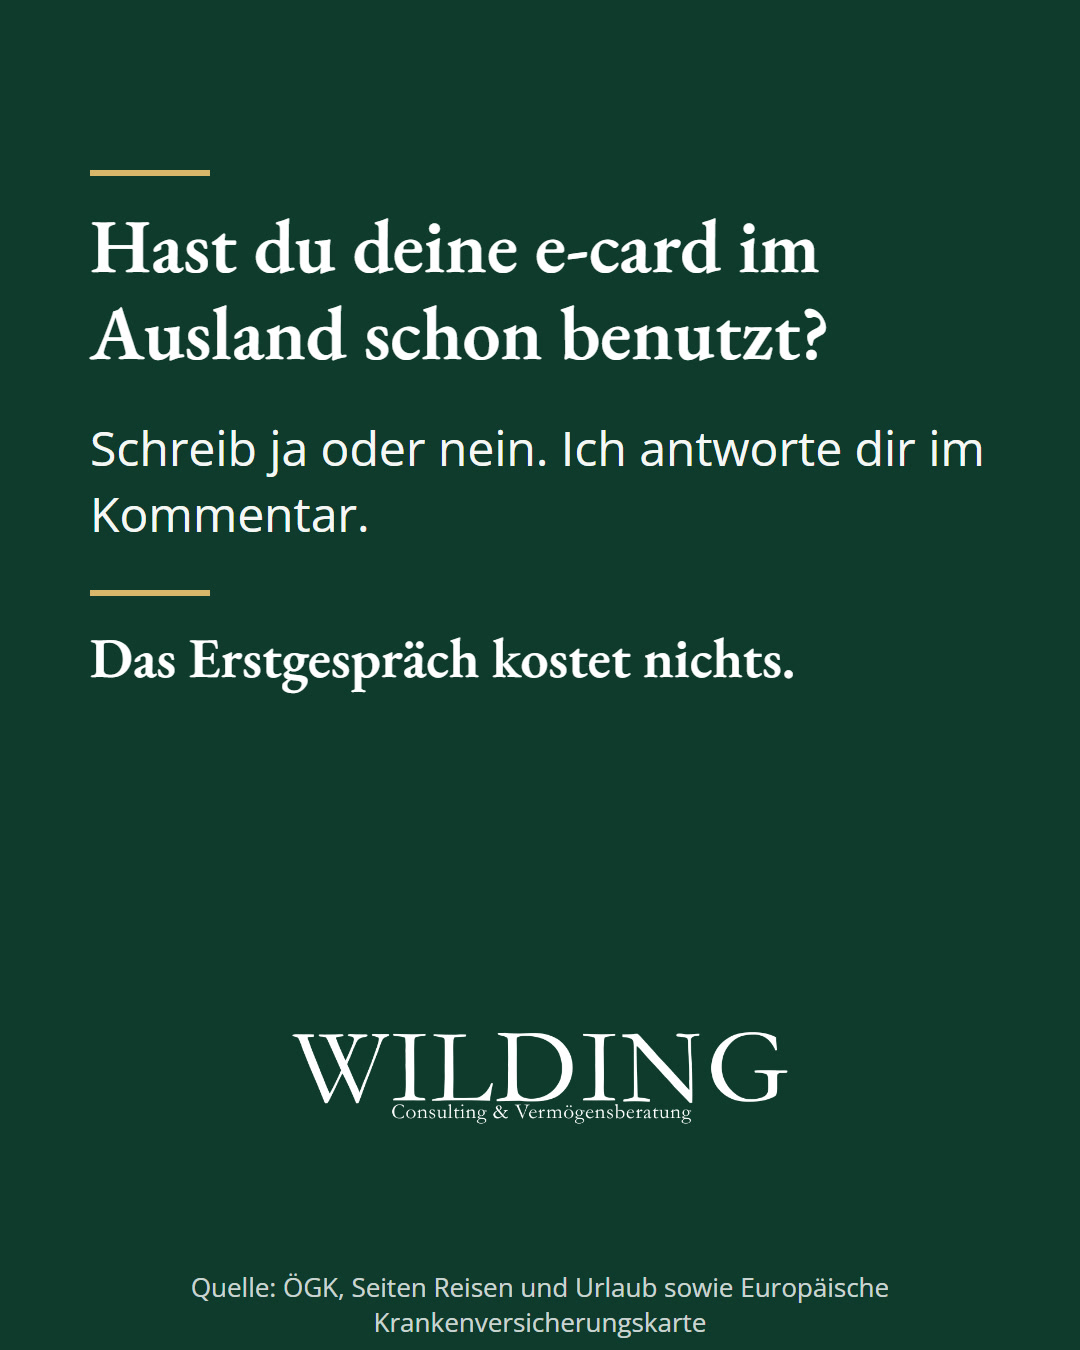 Hast du deine e-card im
Ausland schon benutzt?
Schreib ja oder nein. Ich antworte dir im
Kommentar.
Das Erstgespräch kostet nichts.
WILDING
Consulting & Vermögensberatung
Quelle: ÖGK, Seiten Reisen und Urlaub sowie Europäische
Krankenversicherungskarte